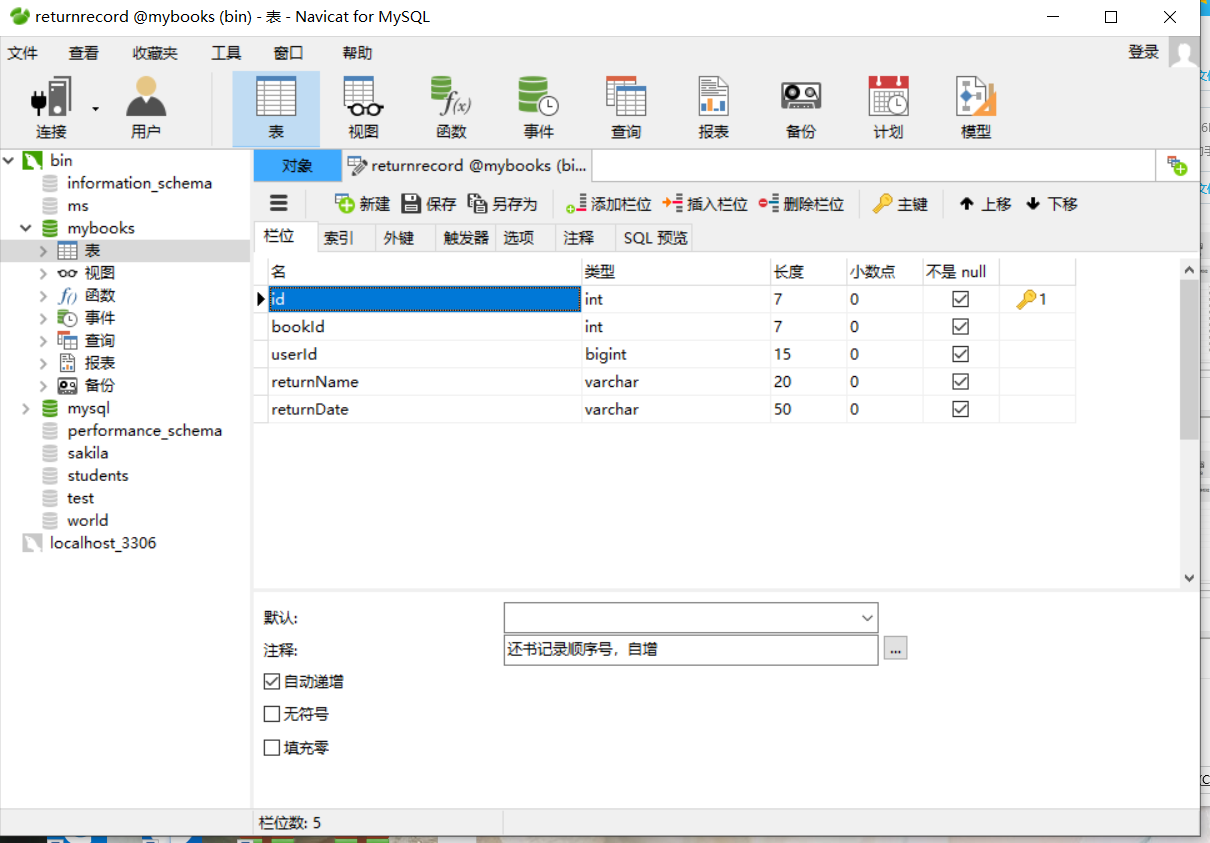 returnrecord @mybooks (bin) - 表 - Navicat for MySQL
文件 查看 收藏夹 工具 窗口 帮助 登录
连接 用户 表 视图 函数 事件 查询 报表 备份 计划 模型
对象 returnrecord @mybooks (bi...
新建 保存 另存为 添加栏位 插入栏位 删除栏位 主键 上移 下移
栏位 索引 外键 触发器 选项 注释 SQL 预览
bin
information_schema
ms
mybooks
表
视图
函数
事件
查询
报表
备份
mysql
performance_schema
sakila
students
test
world
localhost_3306
名 类型 长度 小数点 不是 null
id int 7 0 1
bookId int 7 0
userId bigint 15 0
returnName varchar 20 0
returnDate varchar 50 0
默认:
注释: 还书记录顺序号，自增 ...
自动递增
无符号
填充零
栏位数: 5